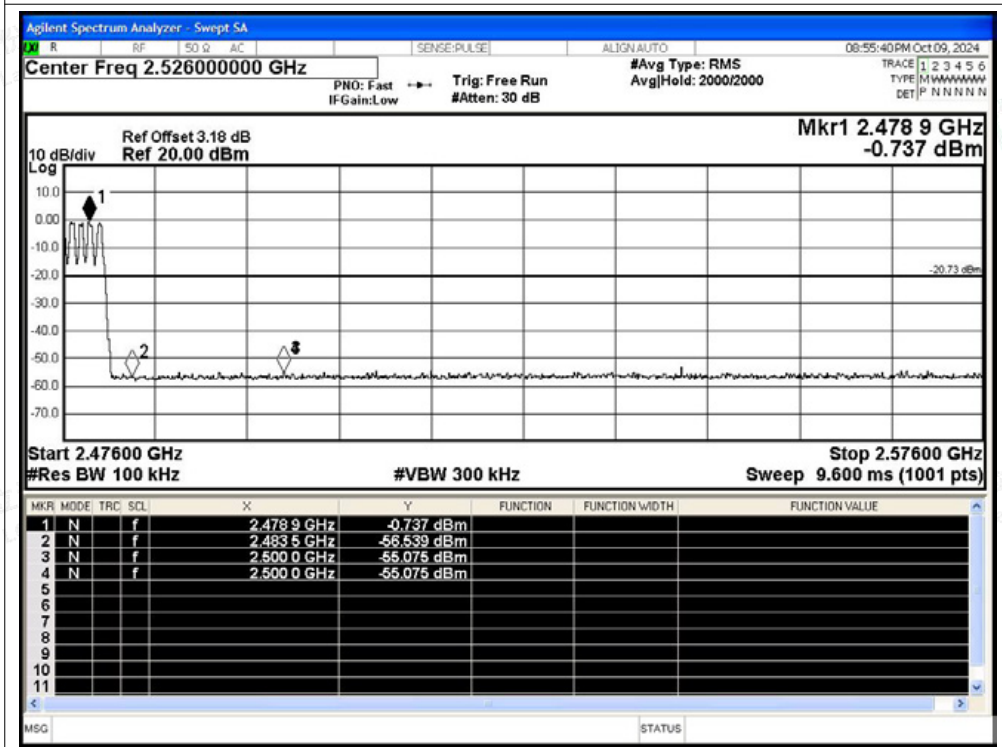 Agilent Spectrum Analyzer - Swept SA
LXI R RF 50 Ω AC SENSE:PULSE ALIGN AUTO 08:55:40 PM Oct 09, 2024
Center Freq 2.526000000 GHz #Avg Type: RMS TRACE 1 2 3 4 5 6
PNO: Fast Trig: Free Run Avg|Hold: 2000/2000 TYPE M WWWWW
IFGain:Low #Atten: 30 dB DET P N N N N N
Ref Offset 3.18 dB Mkr1 2.478 9 GHz
10 dB/div Ref 20.00 dBm -0.737 dBm
Log
10.0
1
0.00
-10.0
-20.0
-20.73 dBm
-30.0
-40.0
2
-50.0
-60.0
-70.0
Start 2.47600 GHz Stop 2.57600 GHz
#Res BW 100 kHz #VBW 300 kHz Sweep 9.600 ms (1001 pts)
MKR MODE TRC SCL X Y FUNCTION FUNCTION WIDTH FUNCTION VALUE
1 N f 2.478 9 GHz -0.737 dBm
2 N f 2.483 5 GHz -56.539 dBm
3 N f 2.500 0 GHz -55.075 dBm
4 N f 2.500 0 GHz -55.075 dBm
5
6
7
8
9
10
11
MSG STATUS